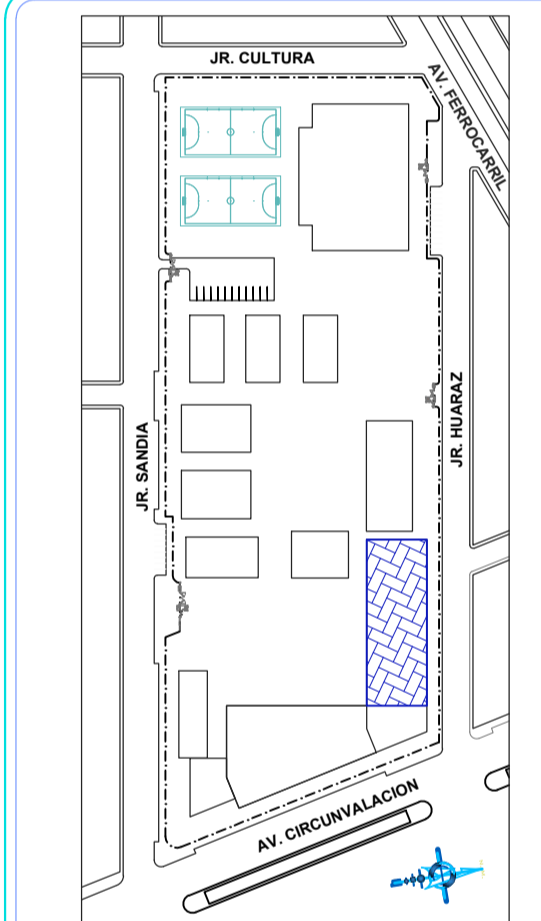 JR. CULTURA
AV. FERROCARRIL
JR. SANDIA
JR. HUARAZ
AV. CIRCUNVALACION